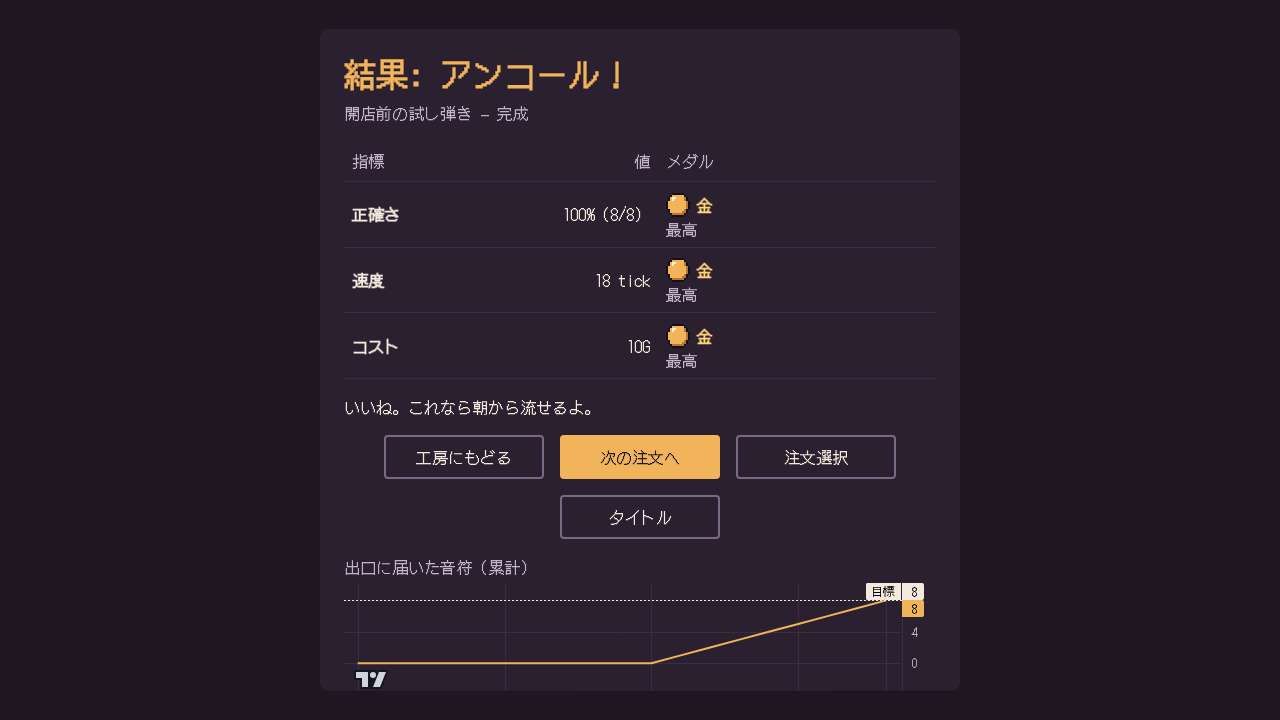 結果: アンコール！
開店前の試し弾き – 完成
指標 値 メダル
正確さ 100% (8/8) 金
最高
速度 18 tick 金
最高
コスト 10G 金
最高
いいね。これなら朝から流せるよ。
工房にもどる 次の注文へ 注文選択
タイトル
出口に届いた音符（累計）
目標 8
8
4
0